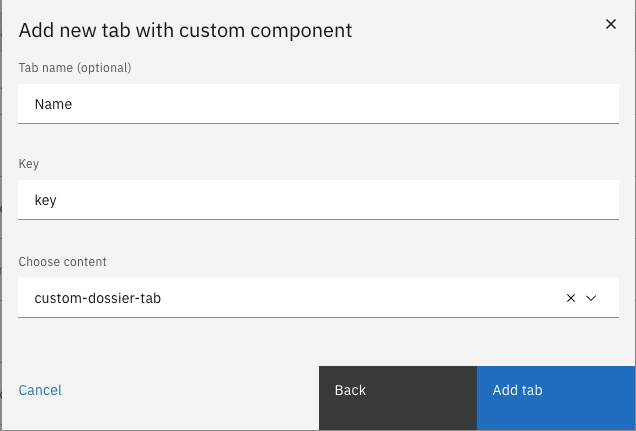 Add new tab with custom component
Tab name (optional)
Name
Key
key
Choose content
custom-dossier-tab
Cancel
Back
Add tab